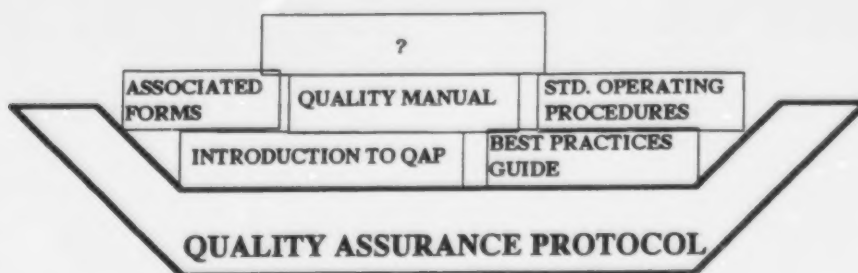 ?
ASSOCIATED
FORMS
QUALITY MANUAL
STD. OPERATING
PROCEDURES
INTRODUCTION TO QAP
BEST PRACTICES
GUIDE
QUALITY ASSURANCE PROTOCOL